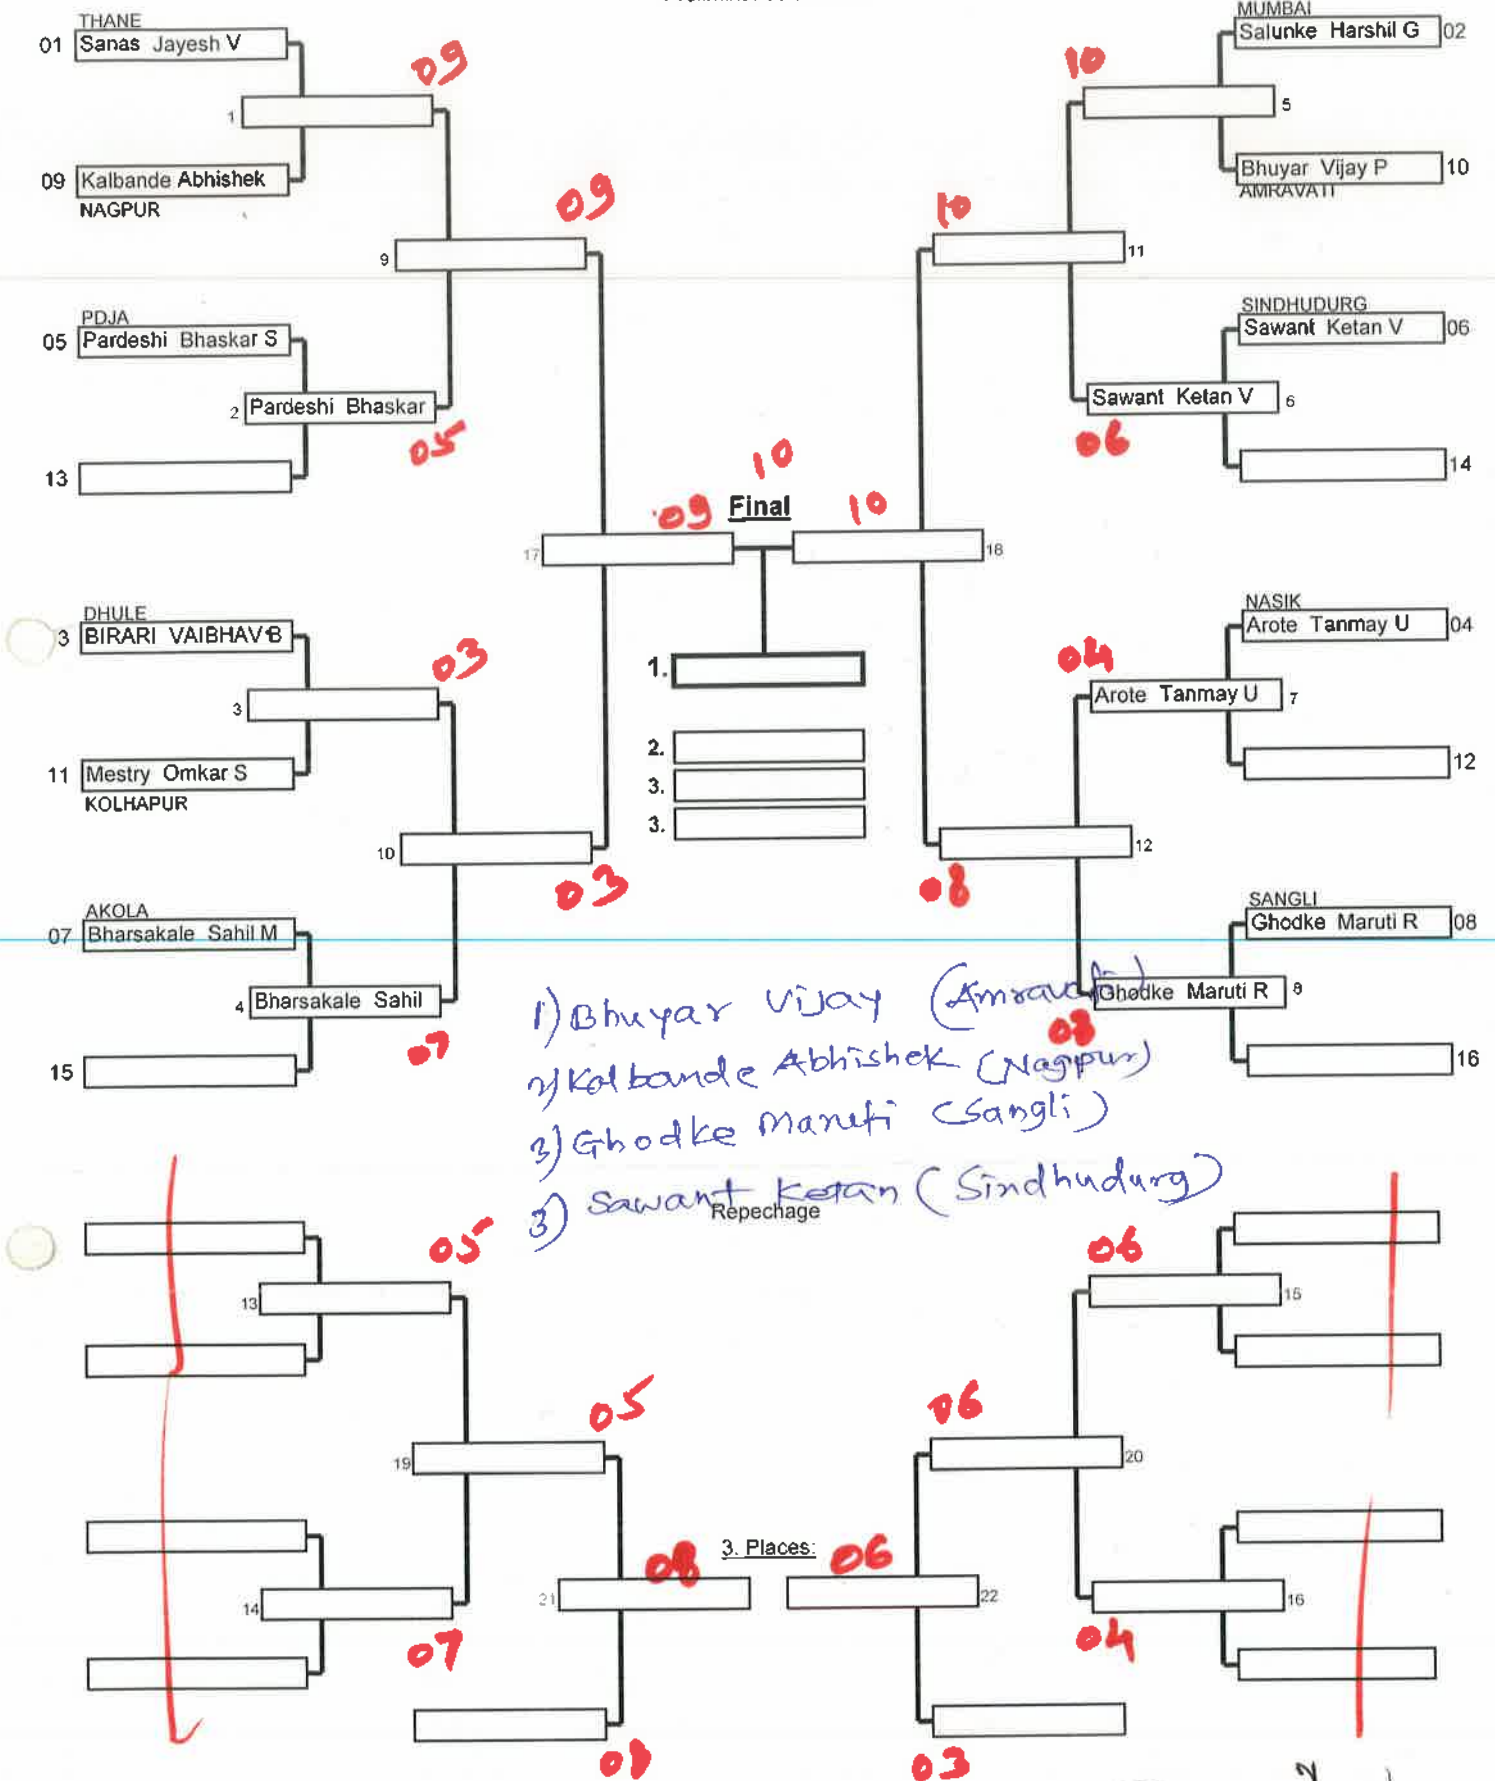 THANE
01 Sanas Jayesh V
09
1
09 Kalbande Abhishek
NAGPUR
09
9
PDJA
05 Pardeshi Bhaskar S
2 Pardeshi Bhaskar
05
13
MUMBAI
Salunke Harshil G 02
10
5
Bhuyar Vijay P 10
AMRAVATI
10
11
SINDHUDURG
Sawant Ketan V 06
Sawant Ketan V 6
06
14
10
09 Final 10
17 18
DHULE
3 BIRARI VAIBHAV B
03
3
11 Mestry Omkar S
KOLHAPUR
10
03
AKOLA
07 Bharsakale Sahil M
4 Bharsakale Sahil
07
15
1.
2.
3.
3.
NASIK
Arote Tanmay U 04
04
Arote Tanmay U 7
12
12
08
SANGLI
Ghodke Maruti R 08
Ghodke Maruti R 8
08
16
1) Bhuyar Vijay (Amravati)
2) Kalbande Abhishek (Nagpur)
3) Ghodke Maruti (Sangli)
3) Sawant Ketan (Sindhudurg)
Repechage
05
13
05
19
14
07
08
21
08
3. Places:
06
15
06
20
16
04
06
22
03
2